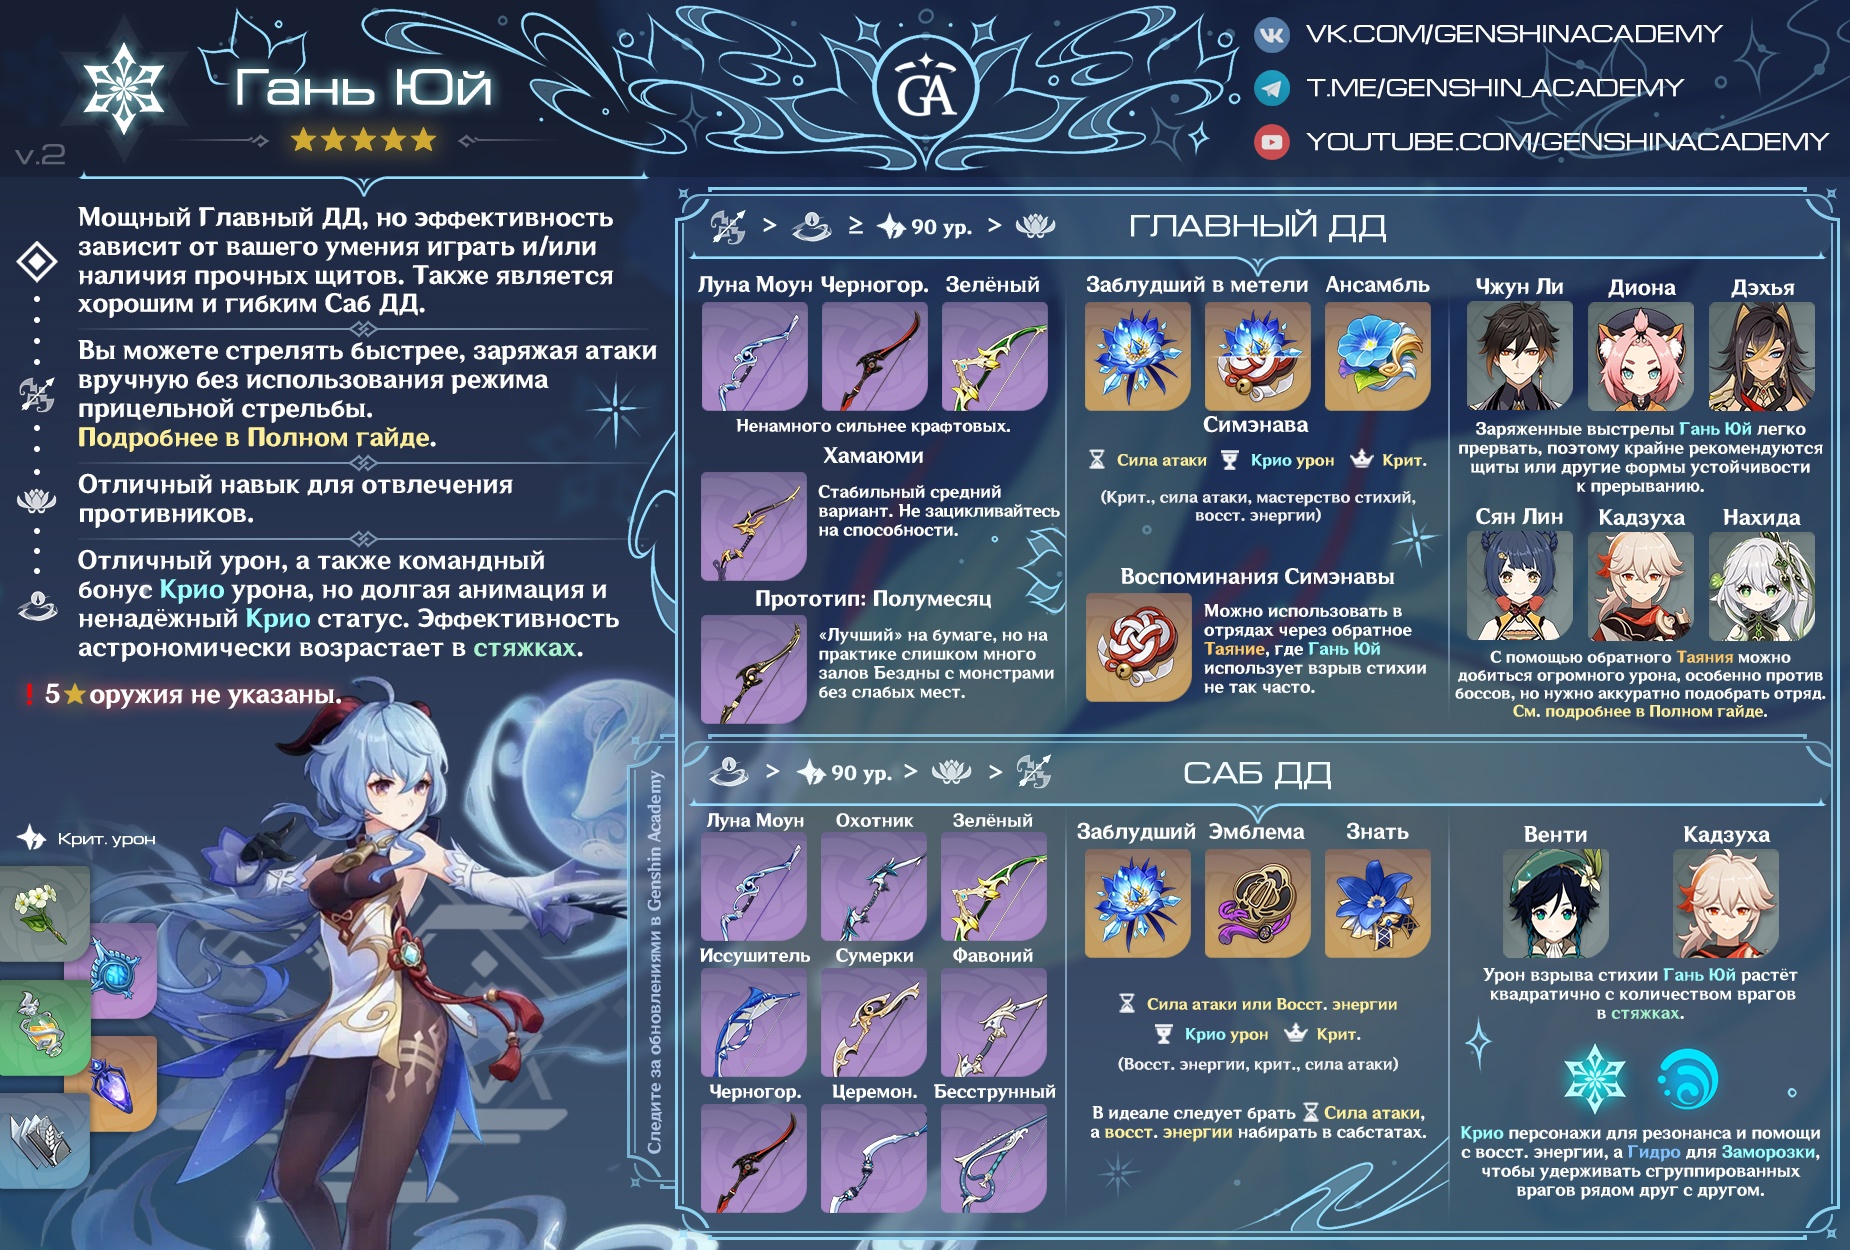 Гань Юй
v.2
GA
VK.COM/GENSHINACADEMY
T.ME/GENSHIN_ACADEMY
YOUTUBE.COM/GENSHINACADEMY
Мощный Главный ДД, но эффективность
зависит от вашего умения играть и/или
наличия прочных щитов. Также является
хорошим и гибким Саб ДД.
Вы можете стрелять быстрее, заряжая атаки
вручную без использования режима
прицельной стрельбы.
Подробнее в Полном гайде.
Отличный навык для отвлечения
противников.
Отличный урон, а также командный
бонус Крио урона, но долгая анимация и
ненадёжный Крио статус. Эффективность
астрономически возрастает в стяжках.
! 5★оружия не указаны.
Крит. урон
Следите за обновлениями в Genshin Academy
> ≥ 90 ур. >
ГЛАВНЫЙ ДД
Луна Моун Черногор. Зелёный
Ненамного сильнее крафтовых.
Хамаюми
Стабильный средний
вариант. Не зацикливайтесь
на способности.
Прототип: Полумесяц
«Лучший» на бумаге, но на
практике слишком много
залов Бездны с монстрами
без слабых мест.
Заблудший в метели Ансамбль
Симэнава
Сила атаки Крио урон Крит.
(Крит., сила атаки, мастерство стихий,
восст. энергии)
Воспоминания Симэнавы
Можно использовать в
отрядах через обратное
Таяние, где Гань Юй
использует взрыв стихии
не так часто.
Чжун Ли Диона Дэхья
Заряженные выстрелы Гань Юй легко
прервать, поэтому крайне рекомендуются
щиты или другие формы устойчивости
к прерыванию.
Сян Лин Кадзуха Нахида
С помощью обратного Таяния можно
добиться огромного урона, особенно против
боссов, но нужно аккуратно подобрать отряд.
См. подробнее в Полном гайде.
> 90 ур. > >
САБ ДД
Луна Моун Охотник Зелёный
Иссушитель Сумерки Фавоний
Черногор. Церемон. Бесструнный
Заблудший Эмблема Знать
Сила атаки или Восст. энергии
Крио урон Крит.
(Восст. энергии, крит., сила атаки)
В идеале следует брать Сила атаки,
а восст. энергии набирать в сабстатах.
Венти Кадзуха
Урон взрыва стихии Гань Юй растёт
квадратично с количеством врагов
в стяжках.
Крио персонажи для резонанса и помощи
с восст. энергии, а Гидро для Заморозки,
чтобы удерживать сгруппированных
врагов рядом друг с другом.